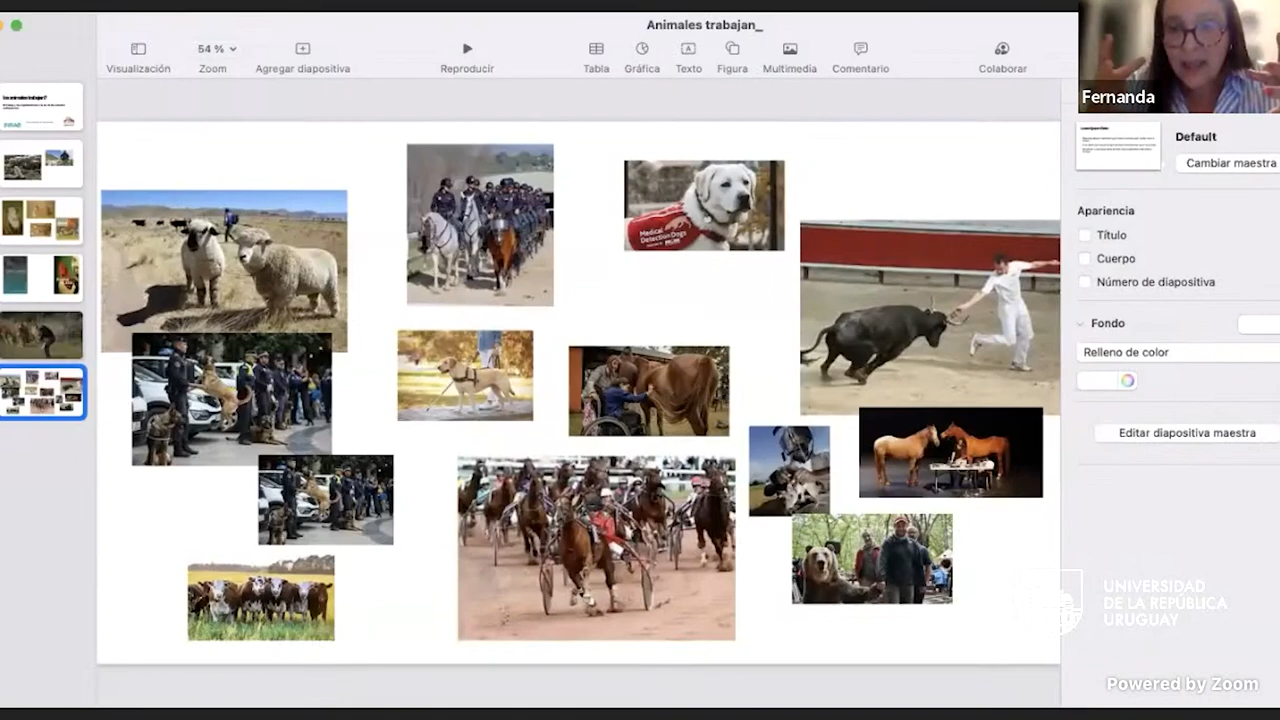 Animales trabajan_
54 %
Visualización
Zoom
Agregar diapositiva
Reproducir
Tabla
Gráfica
Texto
Figura
Multimedia
Comentario
Colaborar
Fernanda
Default
Cambiar maestra
Apariencia
Título
Cuerpo
Número de diapositiva
Fondo
Relleno de color
Editar diapositiva maestra
Medical
Detection Dogs
UNIVERSIDAD
DE LA REPÚBLICA
URUGUAY
Powered by Zoom